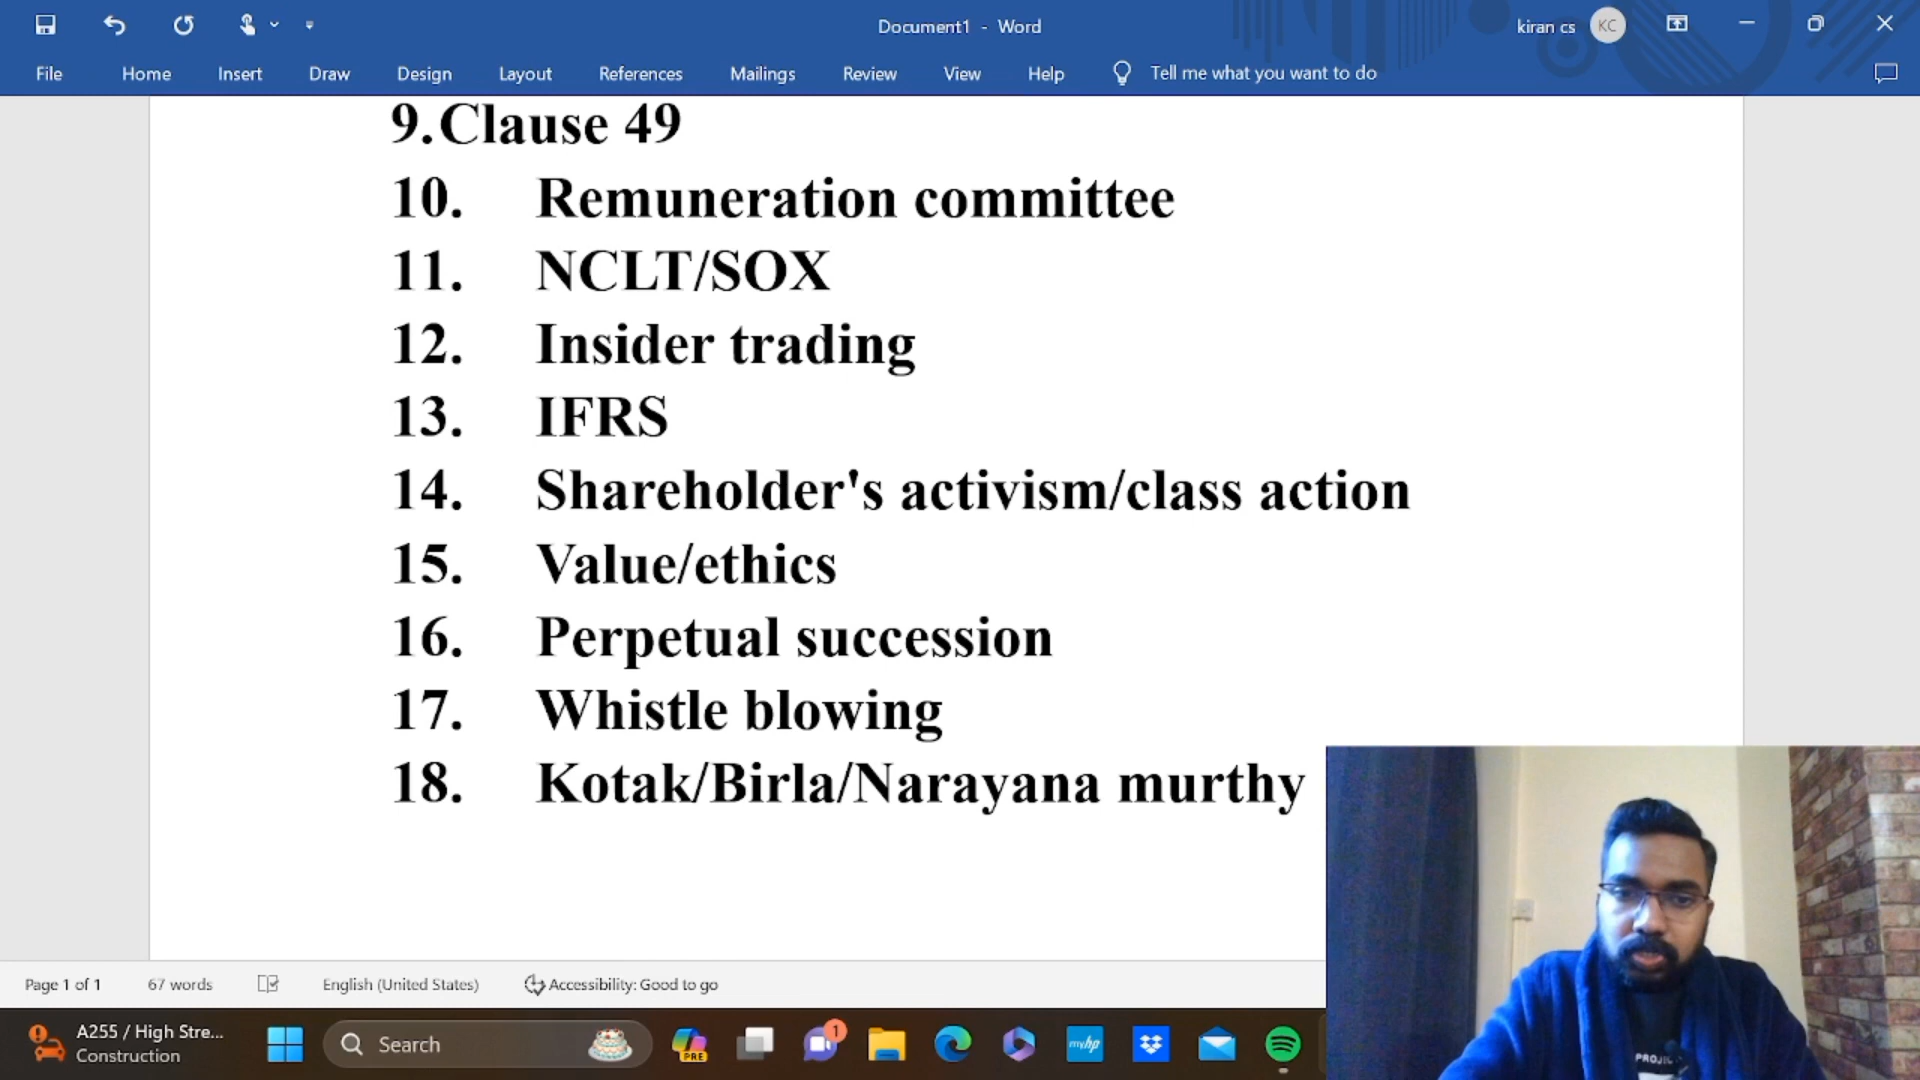 Document1 - Word
kiran cs
KC
File Home Insert Draw Design Layout References Mailings Review View Help Tell me what you want to do
9. Clause 49
10. Remuneration committee
11. NCLT/SOX
12. Insider trading
13. IFRS
14. Shareholder's activism/class action
15. Value/ethics
16. Perpetual succession
17. Whistle blowing
18. Kotak/Birla/Narayana murthy
Page 1 of 1 67 words English (United States) Accessibility: Good to go
A255 / High Stre...
Construction
Search
PRE
1
myhp